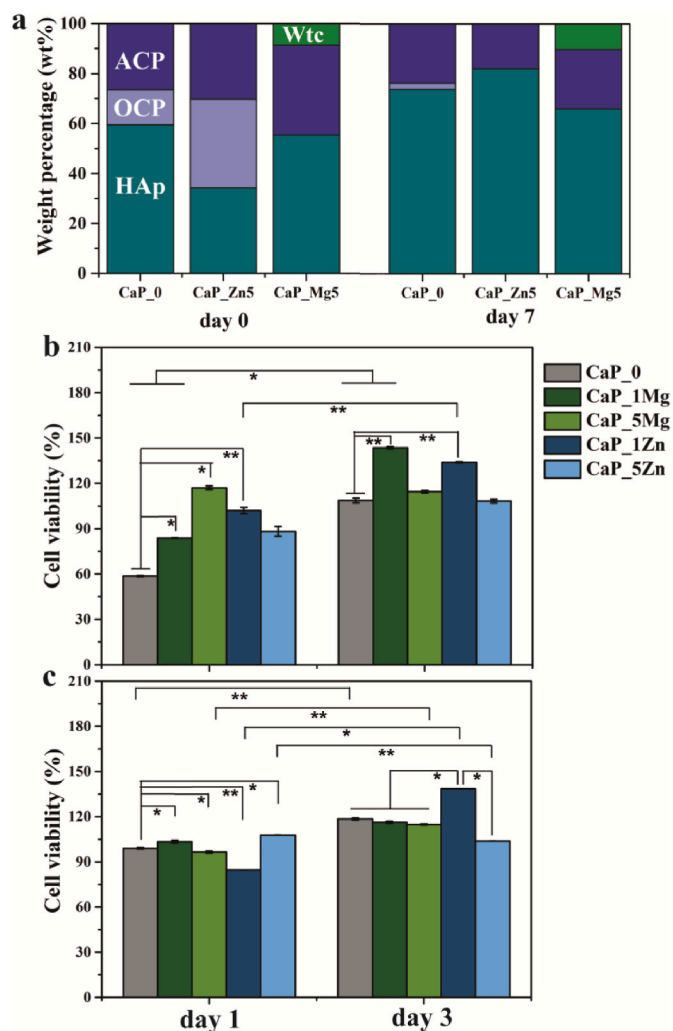 a
Weight percentage (wt%)
100
80
60
40
20
0
ACP
OCP
HAp
Wtc
CaP_0 CaP_Zn5 CaP_Mg5 CaP_0 CaP_Zn5 CaP_Mg5
day 0 day 7
b
Cell viability (%)
210
180
150
120
90
60
30
0
*
**
** **
** *
*
CaP_0
CaP_1Mg
CaP_5Mg
CaP_1Zn
CaP_5Zn
c
Cell viability (%)
210
180
150
120
90
60
30
0
**
**
*
**
* * ** *
* *
day 1 day 3